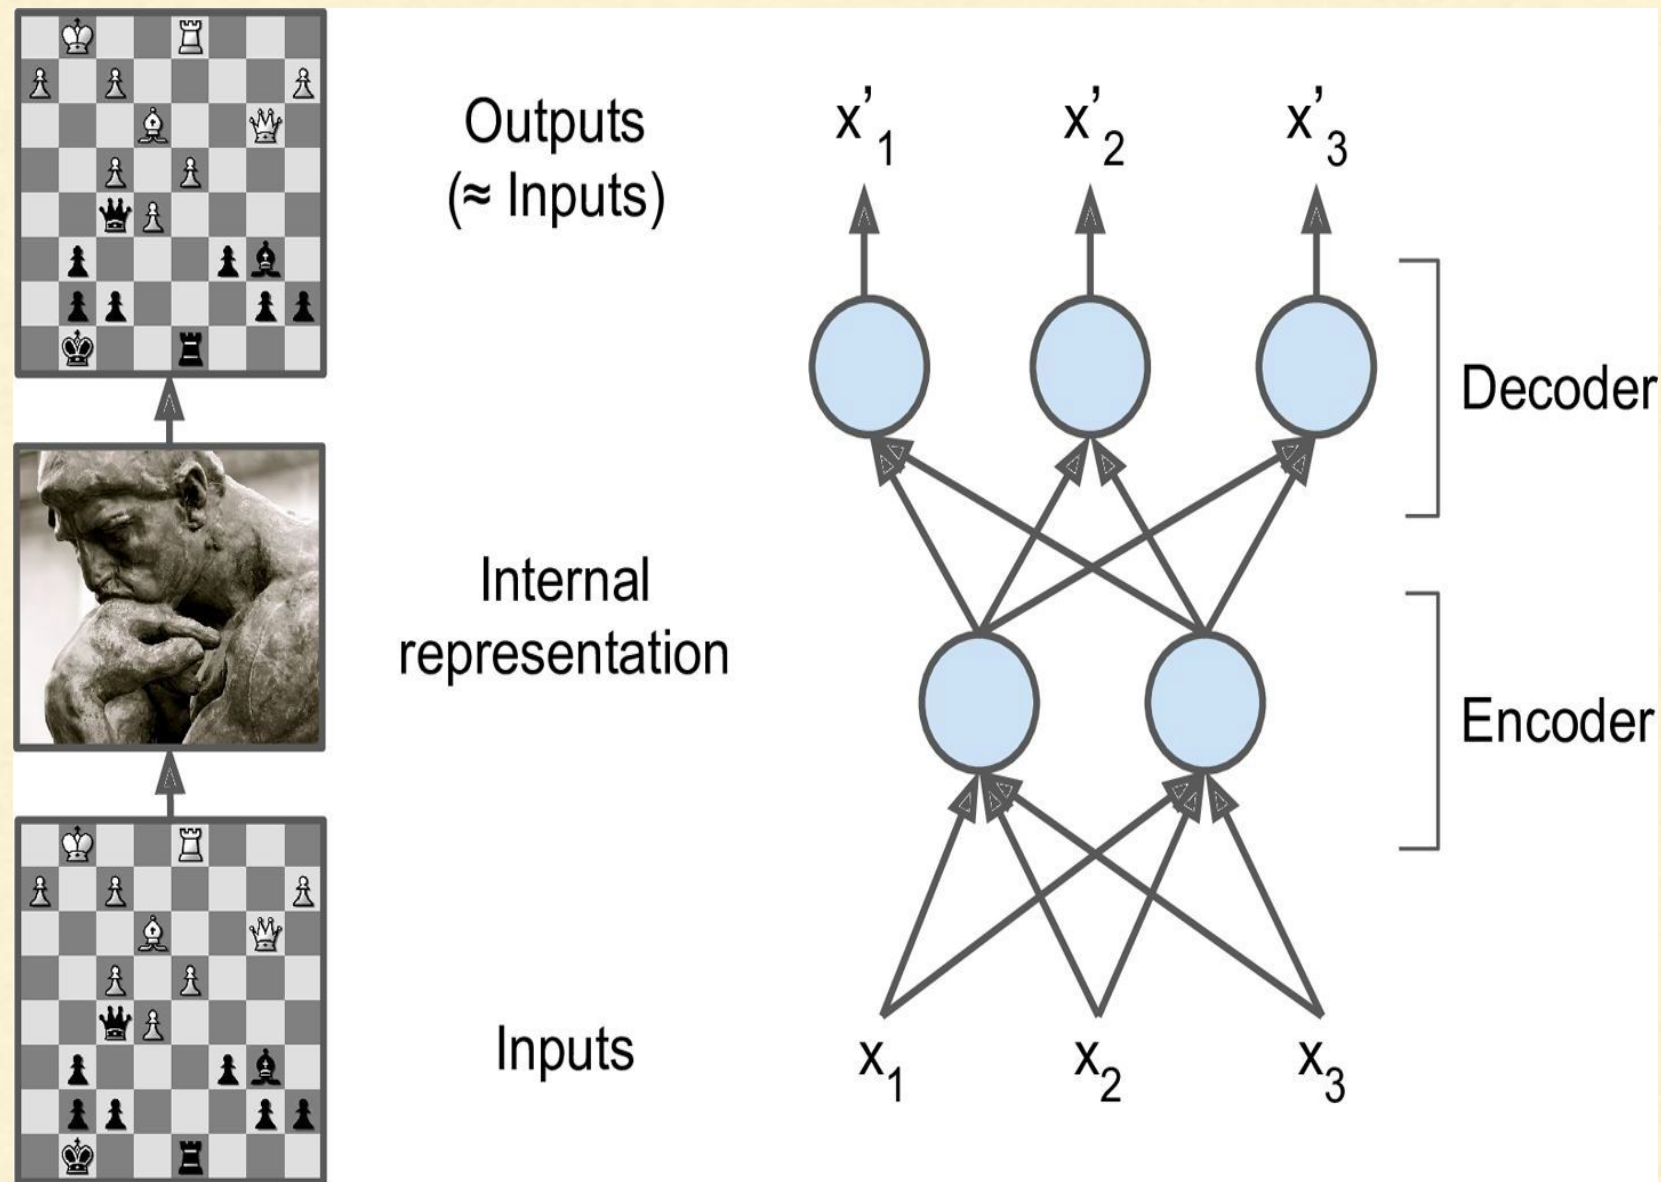 Outputs
(≈ Inputs)
x’1 x’2 x’3
Decoder
Internal
representation
Encoder
Inputs
x1 x2 x3